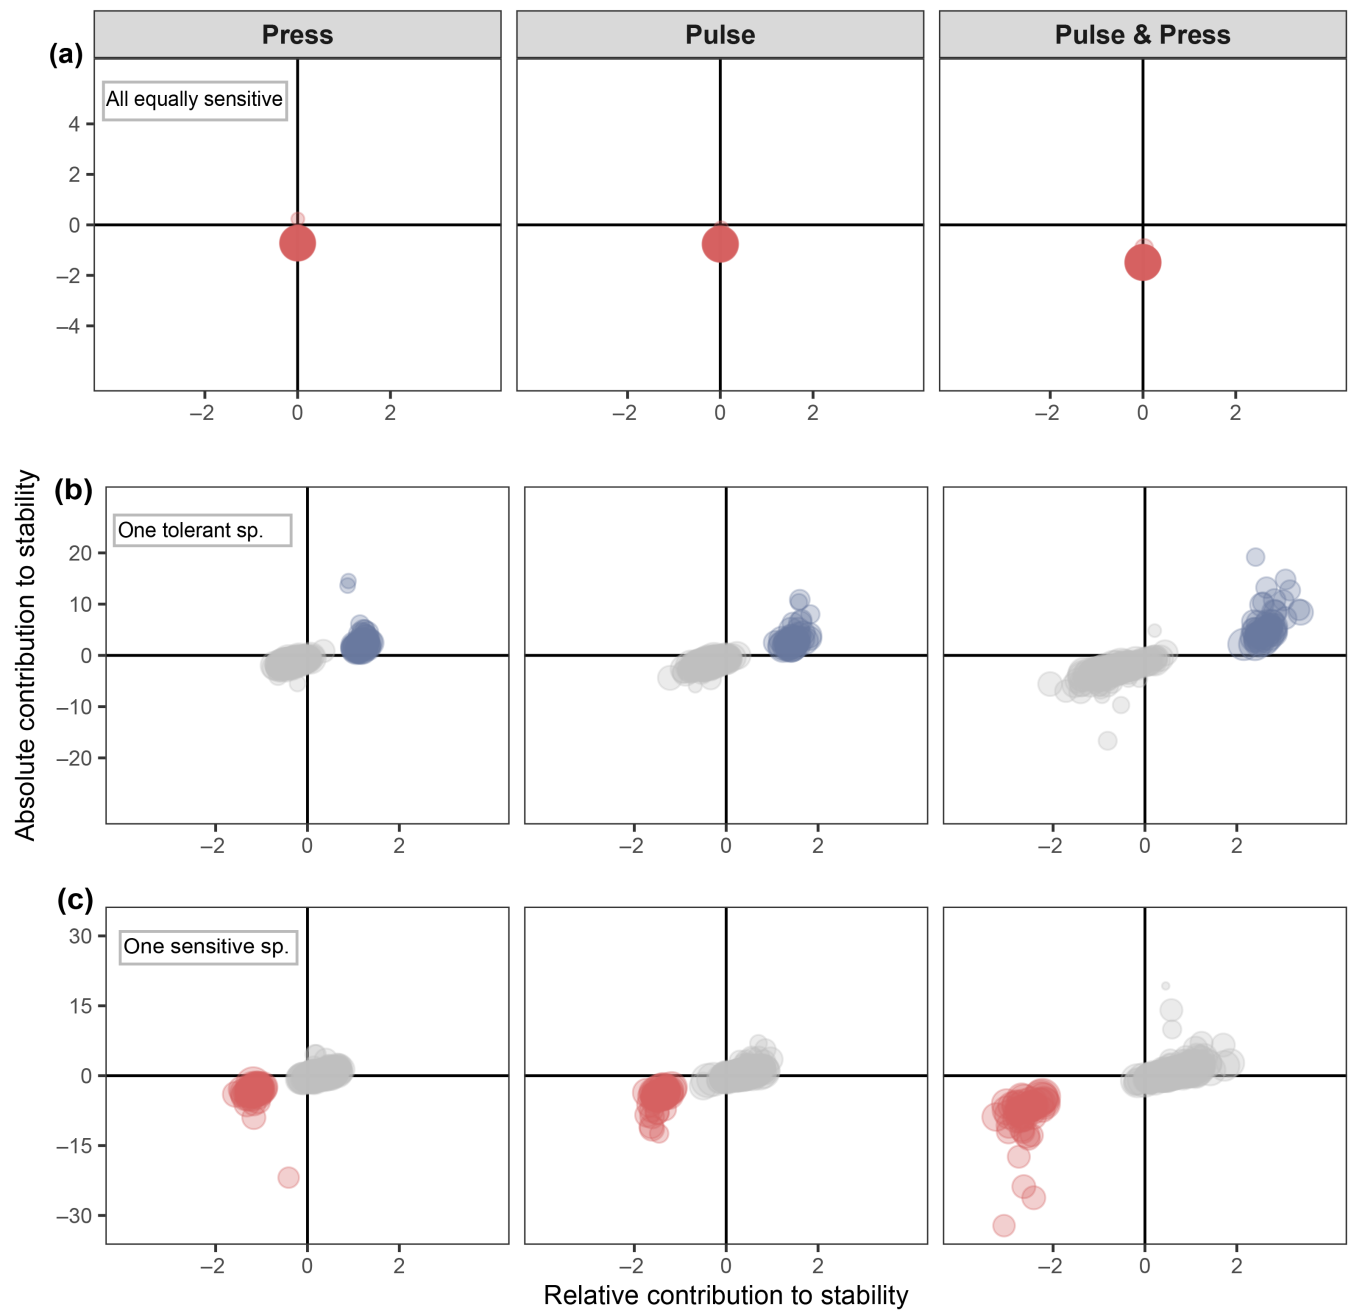 Press
Pulse
Pulse & Press
(a)
All equally sensitive
4
2
0
−2
−4
−2 0 2
−2 0 2
−2 0 2
Absolute contribution to stability
(b)
One tolerant sp.
20
10
0
−10
−20
−2 0 2
−2 0 2
−2 0 2
(c)
One sensitive sp.
30
15
0
−15
−30
−2 0 2
−2 0 2
−2 0 2
Relative contribution to stability